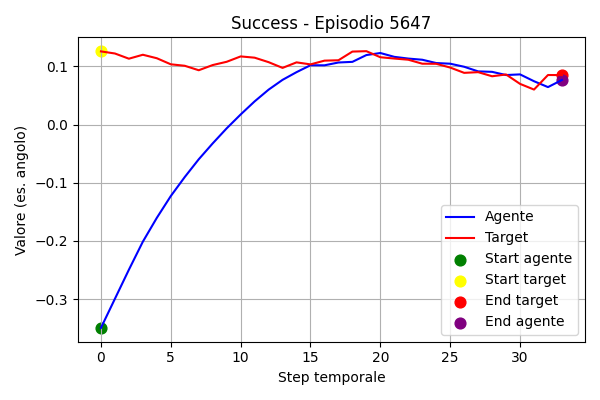 Success - Episodio 5647
Valore (es. angolo)
0.1
0.0
−0.1
−0.2
−0.3
Agente
Target
Start agente
Start target
End target
End agente
0 5 10 15 20 25 30
Step temporale